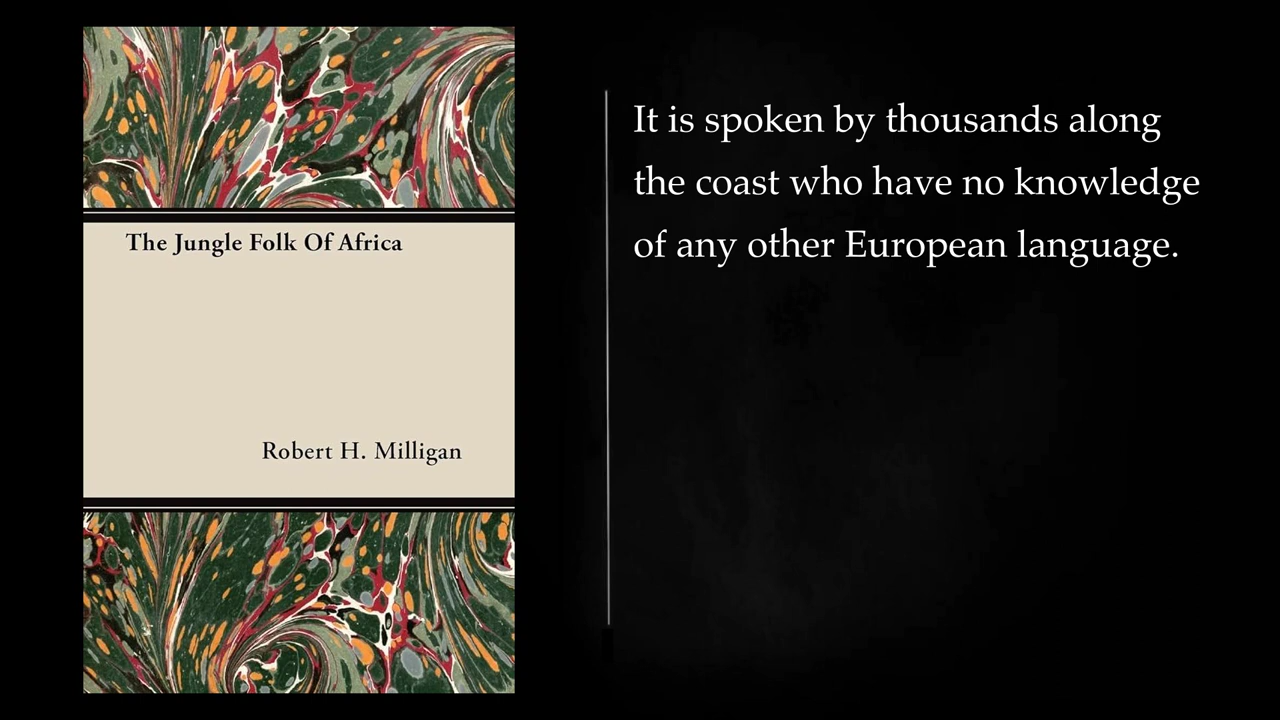 The Jungle Folk Of Africa
Robert H. Milligan
It is spoken by thousands along
the coast who have no knowledge
of any other European language.